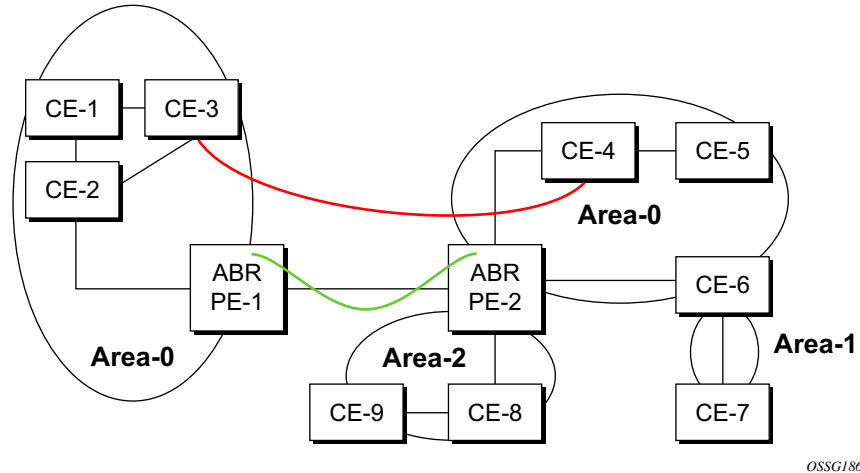 CE-1
CE-3
CE-2
CE-4
CE-5
Area-0
ABR
PE-1
ABR
PE-2
CE-6
Area-0
Area-2
Area-1
CE-9
CE-8
CE-7
OSSG186